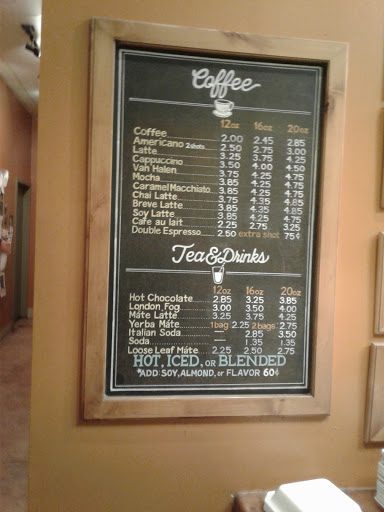 Coffee
12oz 16oz 20oz
Coffee 2.00 2.45 2.85
Americano 2 shots 2.50 2.75 3.00
Latte 3.25 3.75 4.25
Cappuccino 3.50 4.00 4.50
Van Halen 3.75 4.25 4.75
Mocha 3.85 4.25 4.75
Caramel Macchiato 3.85 4.25 4.75
Chai Latte 3.75 4.35 4.85
Breve Latte 3.85 4.35 4.85
Soy Latte 3.85 4.25 4.75
Cafe au lait 2.25 2.75 3.25
Double Espresso 2.50 extra shot 75¢
Tea & Drinks
12oz 16oz 20oz
Hot Chocolate 2.85 3.25 3.85
London Fog 3.00 3.50 4.00
Máte Latté 3.25 3.75 4.25
Yerba Máte 1 bag 2.25 2 bags 2.75
Italian Soda — 2.85 3.50
Soda — 1.35 1.35
Loose Leaf Máte 2.25 2.50 2.75
HOT, ICED, OR BLENDED
*ADD: SOY, ALMOND, or FLAVOR 60¢